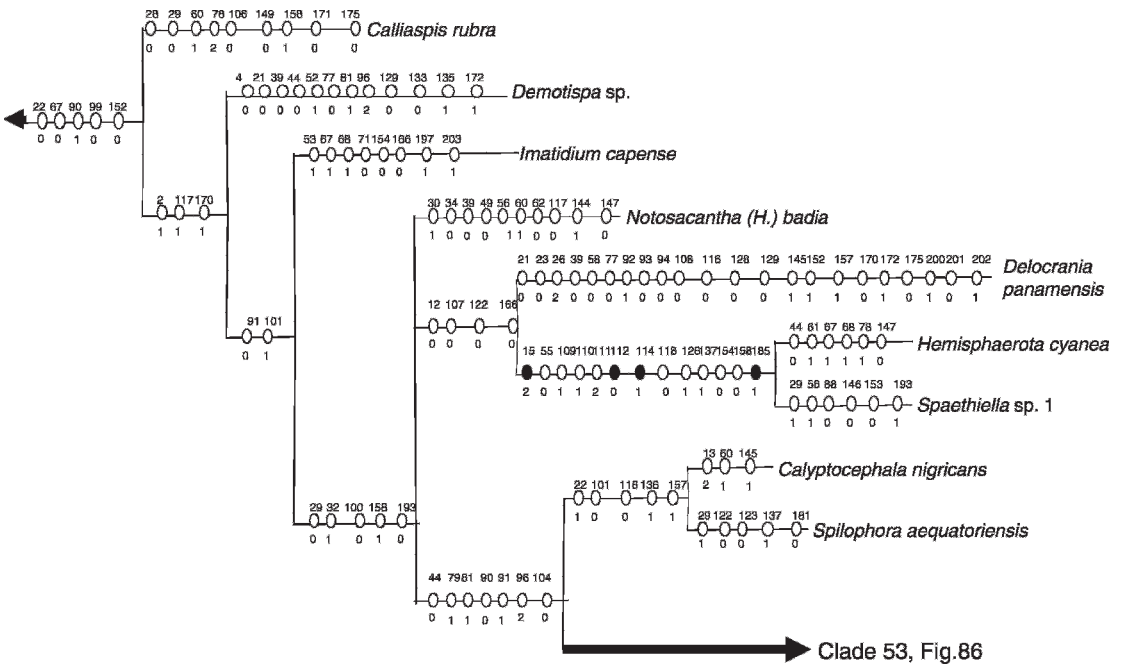 28 29 60 76 106 149 158 171 175
Calliaspis rubra
0 0 1 2 0 0 1 0 0
4 21 39 44 52 77 81 96 129 133 135 172
Demotispa sp.
0 0 0 0 1 0 1 2 0 0 1 1
22 67 90 99 152
0 0 1 0 0
53 67 68 71 154 166 197 203
Imatidium capense
1 1 1 0 0 0 1 1
2 117 170
1 1 1
30 34 39 49 56 60 62 117 144 147
Notosacantha (H.) badia
1 0 0 0 1 1 0 0 1 0
21 23 26 39 58 77 92 93 94 108 116 128 129 145 152 157 170 172 175 200 201 202
Delocrania
panamensis
0 0 2 0 0 0 1 0 0 0 0 0 0 1 1 1 0 1 0 1 0 1
91 101
0 1
12 107 122 166
0 0 0 0
44 61 67 68 78 147
Hemisphaerota cyanea
0 1 1 1 1 0
15 55 109 110 111 112 114 118 126 137 154 158 185
2 0 1 1 2 0 1 0 1 1 0 0 1
29 58 88 146 153 193
Spaethiella sp. 1
1 1 0 0 0 1
13 60 145
Calyptocephala nigricans
2 1 1
22 101 118 136 157
1 0 0 1 1
29 32 100 158 193
0 1 0 1 0
29 122 123 137 181
Spilophora aequatoriensis
1 0 0 1 0
44 79 81 90 91 96 104
0 1 1 0 1 2 0
Clade 53, Fig.86